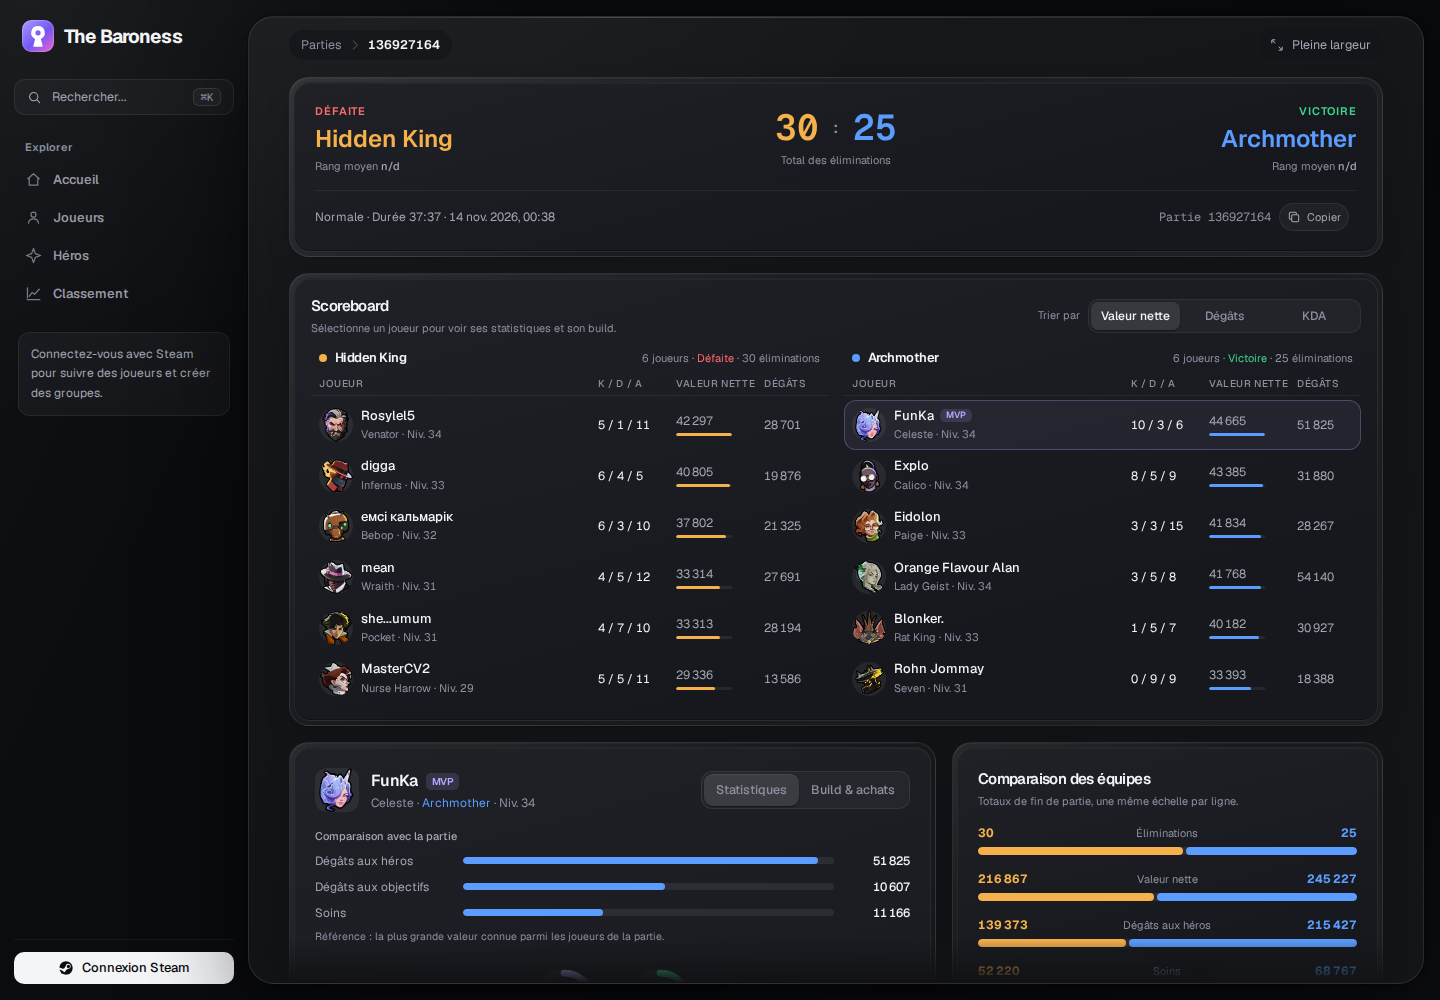 The Baroness
Rechercher...
⌘K
Explorer
Accueil
Joueurs
Héros
Classement
Connectez-vous avec Steam
pour suivre des joueurs et créer
des groupes.
Connexion Steam
Parties
136927164
Pleine largeur
DÉFAITE
Hidden King
Rang moyen n/d
30 : 25
Total des éliminations
VICTOIRE
Archmother
Rang moyen n/d
Normale · Durée 37:37 · 14 nov. 2026, 00:38
Partie 136927164
Copier
Scoreboard
Sélectionne un joueur pour voir ses statistiques et son build.
Trier par
Valeur nette
Dégâts
KDA
Hidden King
6 joueurs · Défaite · 30 éliminations
JOUEUR K / D / A VALEUR NETTE DÉGÂTS
Rosylel5
Venator · Niv. 34
5 / 1 / 11
42 297
28 701
digga
Infernus · Niv. 33
6 / 4 / 5
40 805
19 876
емсі кальмарік
Bebop · Niv. 32
6 / 3 / 10
37 802
21 325
mean
Wraith · Niv. 31
4 / 5 / 12
33 314
27 691
she...umum
Pocket · Niv. 31
4 / 7 / 10
33 313
28 194
MasterCV2
Nurse Harrow · Niv. 29
5 / 5 / 11
29 336
13 586
Archmother
6 joueurs · Victoire · 25 éliminations
JOUEUR K / D / A VALEUR NETTE DÉGÂTS
FunKa MVP
Celeste · Niv. 34
10 / 3 / 6
44 665
51 825
Explo
Calico · Niv. 34
8 / 5 / 9
43 385
31 880
Eidolon
Paige · Niv. 33
3 / 3 / 15
41 834
28 267
Orange Flavour Alan
Lady Geist · Niv. 34
3 / 5 / 8
41 768
54 140
Blonker.
Rat King · Niv. 33
1 / 5 / 7
40 182
30 927
Rohn Jommay
Seven · Niv. 31
0 / 9 / 9
33 393
18 388
FunKa MVP
Celeste · Archmother · Niv. 34
Statistiques
Build & achats
Comparaison avec la partie
Dégâts aux héros 51 825
Dégâts aux objectifs 10 607
Soins 11 166
Référence : la plus grande valeur connue parmi les joueurs de la partie.
Comparaison des équipes
Totaux de fin de partie, une même échelle par ligne.
30 Éliminations 25
216 867 Valeur nette 245 227
139 373 Dégâts aux héros 215 427
52 220 Soins 68 767